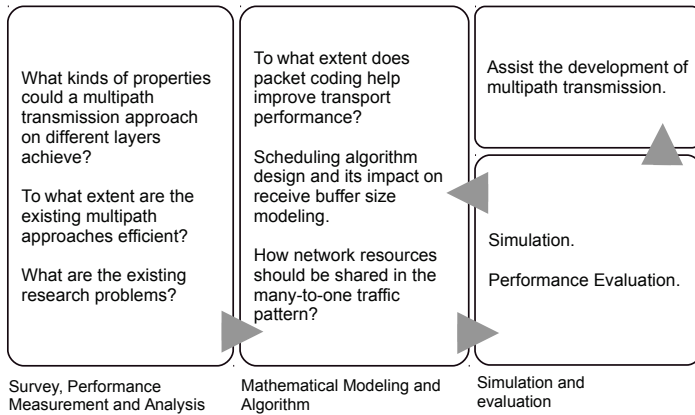 What kinds of properties
could a multipath
transmission approach
on different layers
achieve?
To what extent are the
existing multipath
approaches efficient?
What are the existing
research problems?
Survey, Performance
Measurement and Analysis
To what extent does
packet coding help
improve transport
performance?
Scheduling algorithm
design and its impact on
receive buffer size
modeling.
How network resources
should be shared in the
many-to-one traffic
pattern?
Mathematical Modeling and
Algorithm
Assist the development of
multipath transmission.
Simulation.
Performance Evaluation.
Simulation and
evaluation